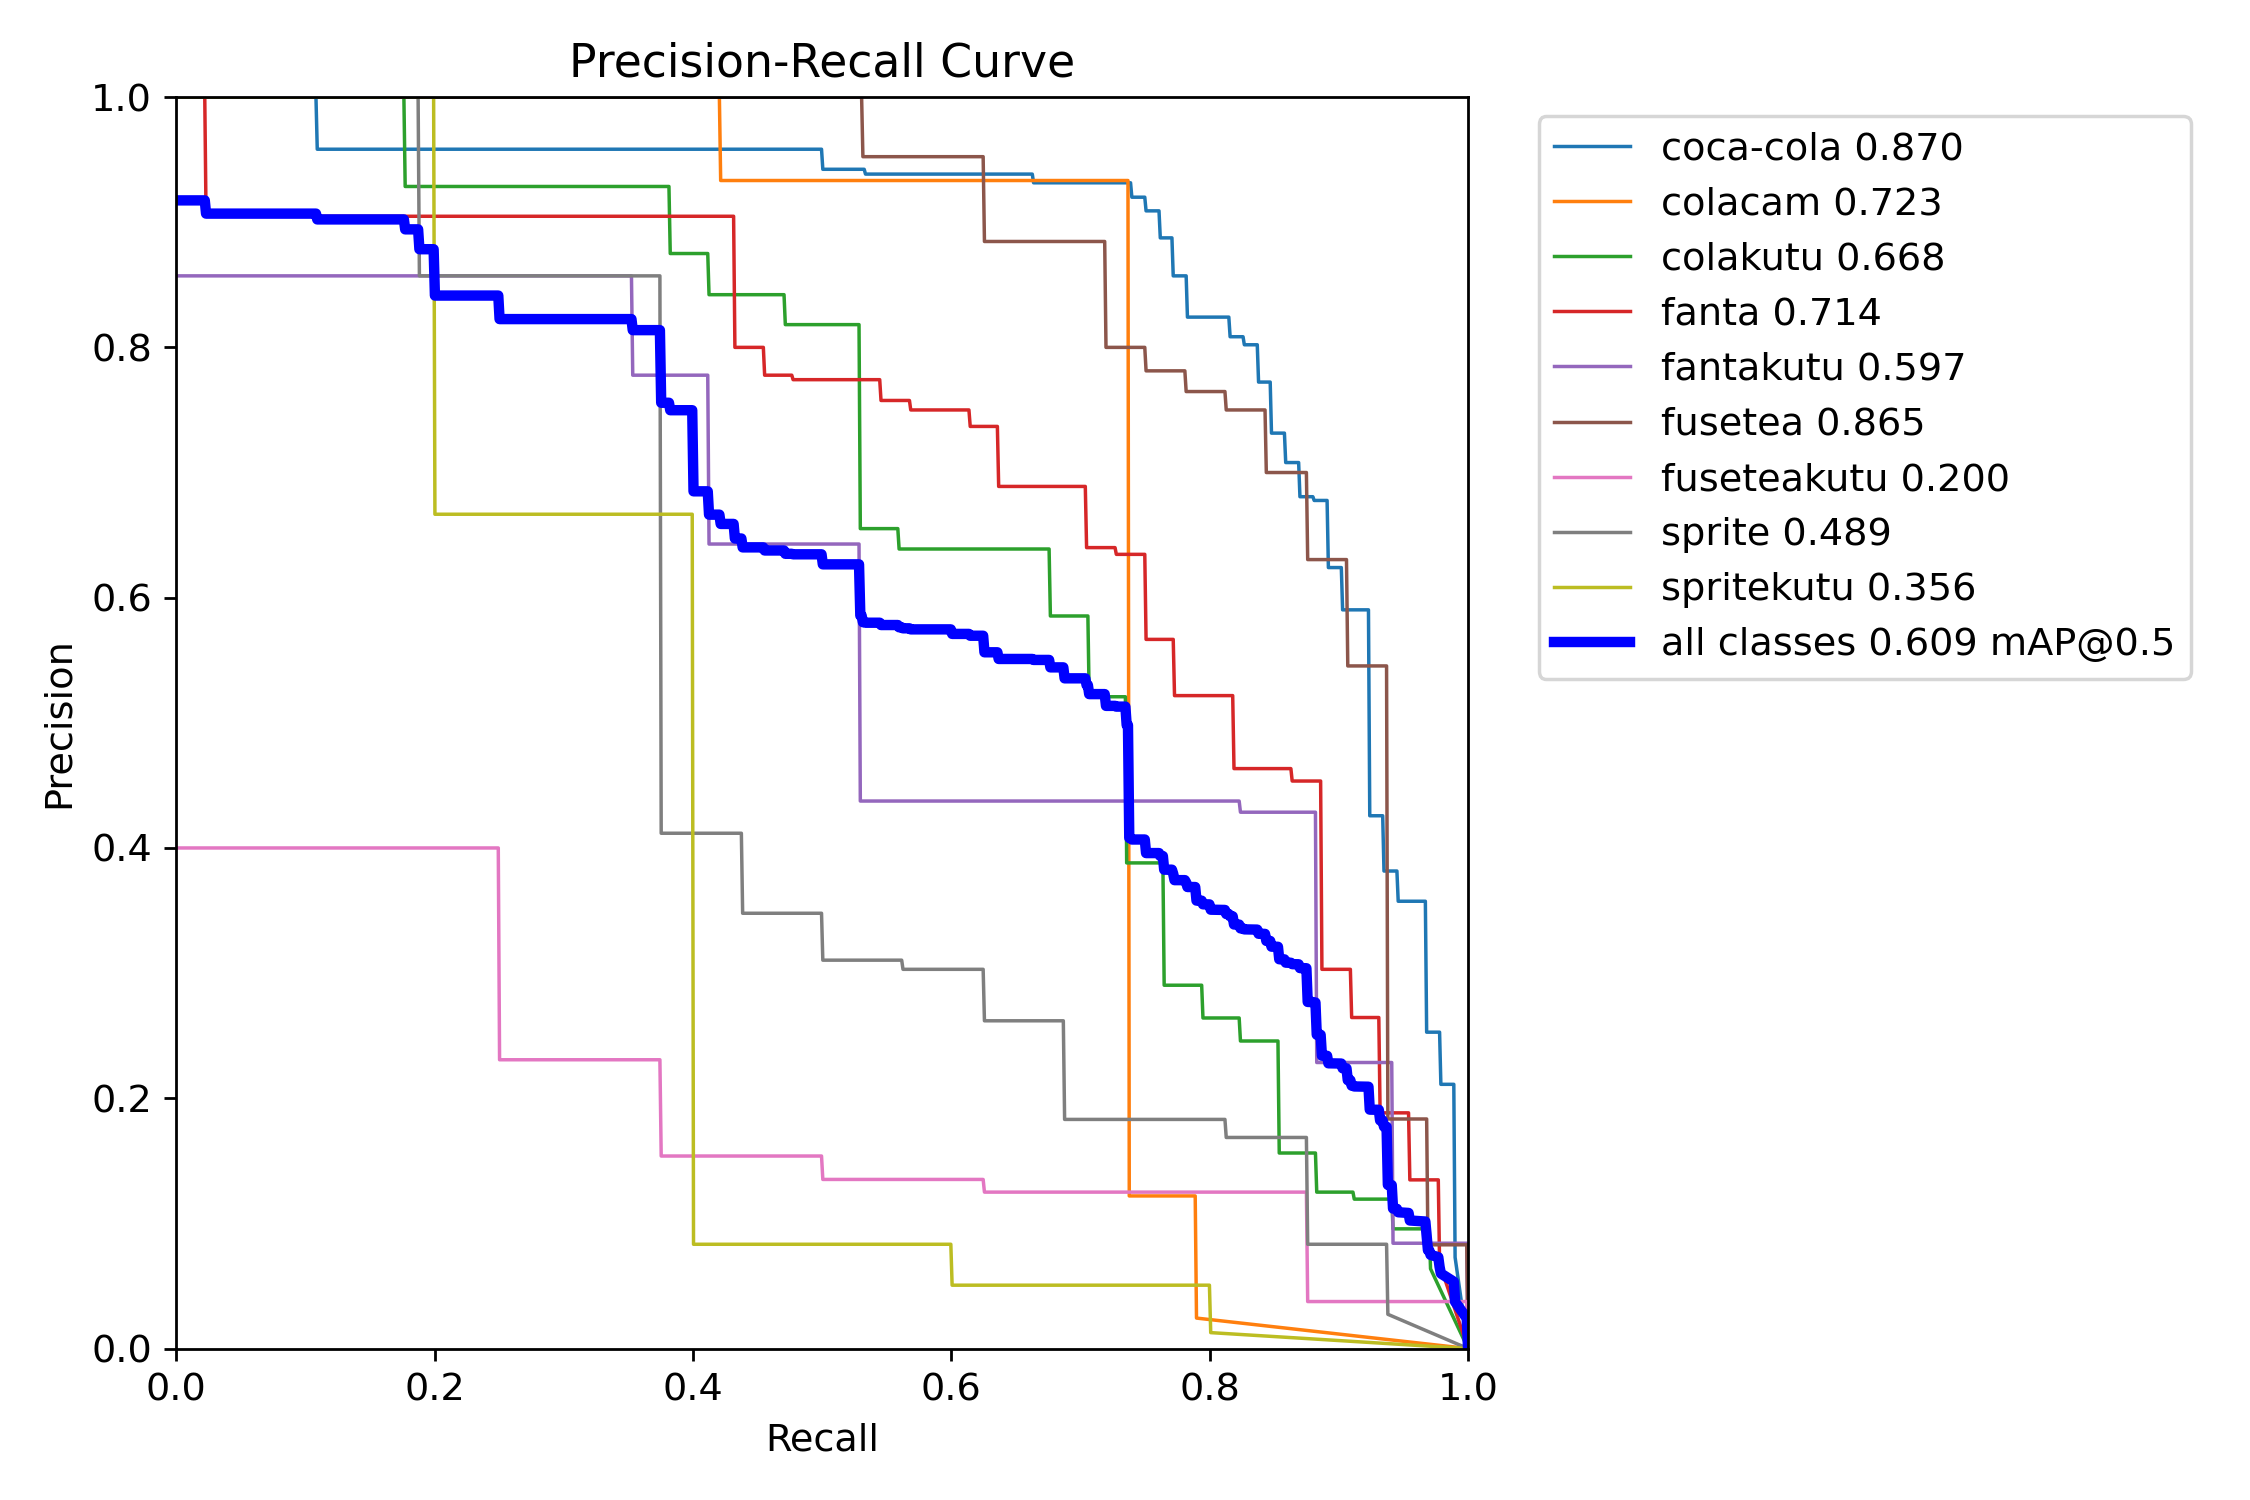 Precision-Recall Curve
1.0
0.8
0.6
0.4
0.2
0.0
Precision
0.0 0.2 0.4 0.6 0.8 1.0
Recall
coca-cola 0.870
colacam 0.723
colakutu 0.668
fanta 0.714
fantakutu 0.597
fusetea 0.865
fuseteakutu 0.200
sprite 0.489
spritekutu 0.356
all classes 0.609 mAP@0.5